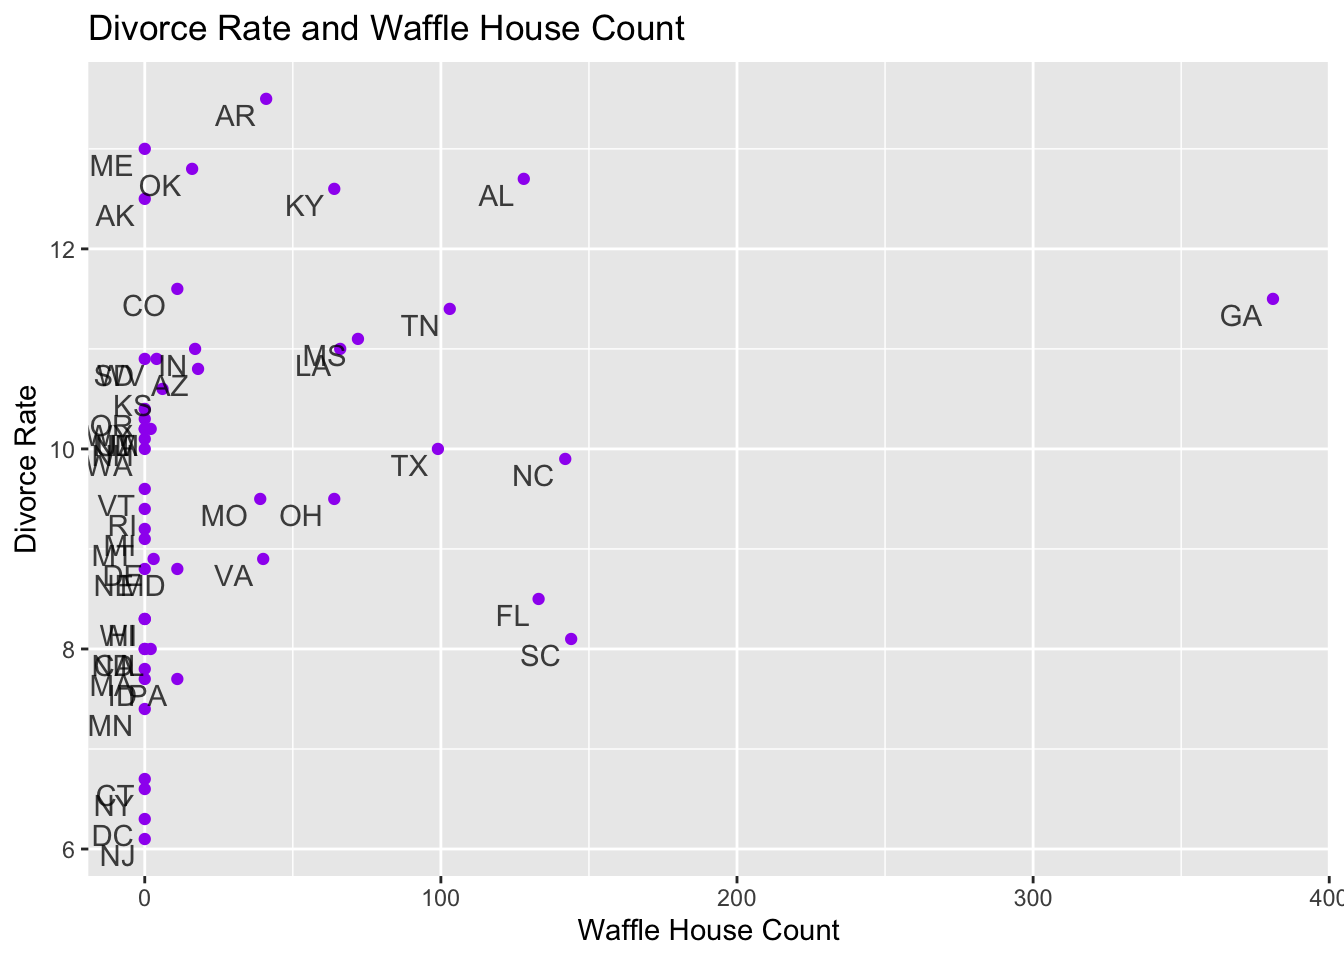 Divorce Rate and Waffle House Count
AR
ME
OK
AL
KY
AK
12
CO
GA
TN
MS
IN
LA
SD
WV
AZ
KS
OR
10
WA
TX
NC
VT
MO
OH
RI
MI
MT
DE
VA
NE
MD
FL
WI
HI
SC
8
MA
ID
PA
MN
CT
NY
DC
NJ
6
0
100
200
300
400
Waffle House Count
Divorce Rate